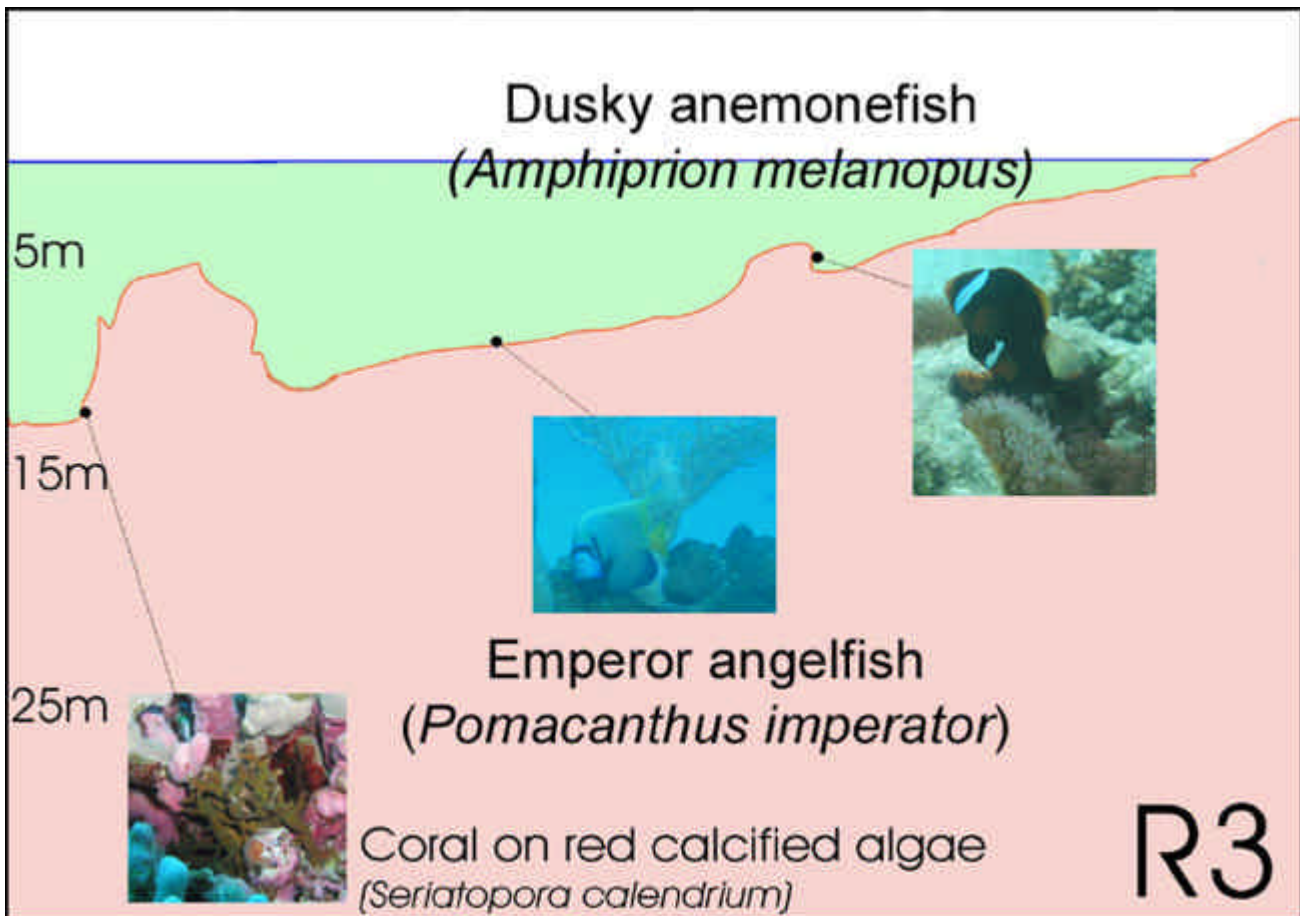 Dusky anemonefish
(Amphiprion melanopus)
5m
15m
Emperor angelfish
(Pomacanthus imperator)
25m
Coral on red calcified algae
(Seriatopora calendrium)
R3